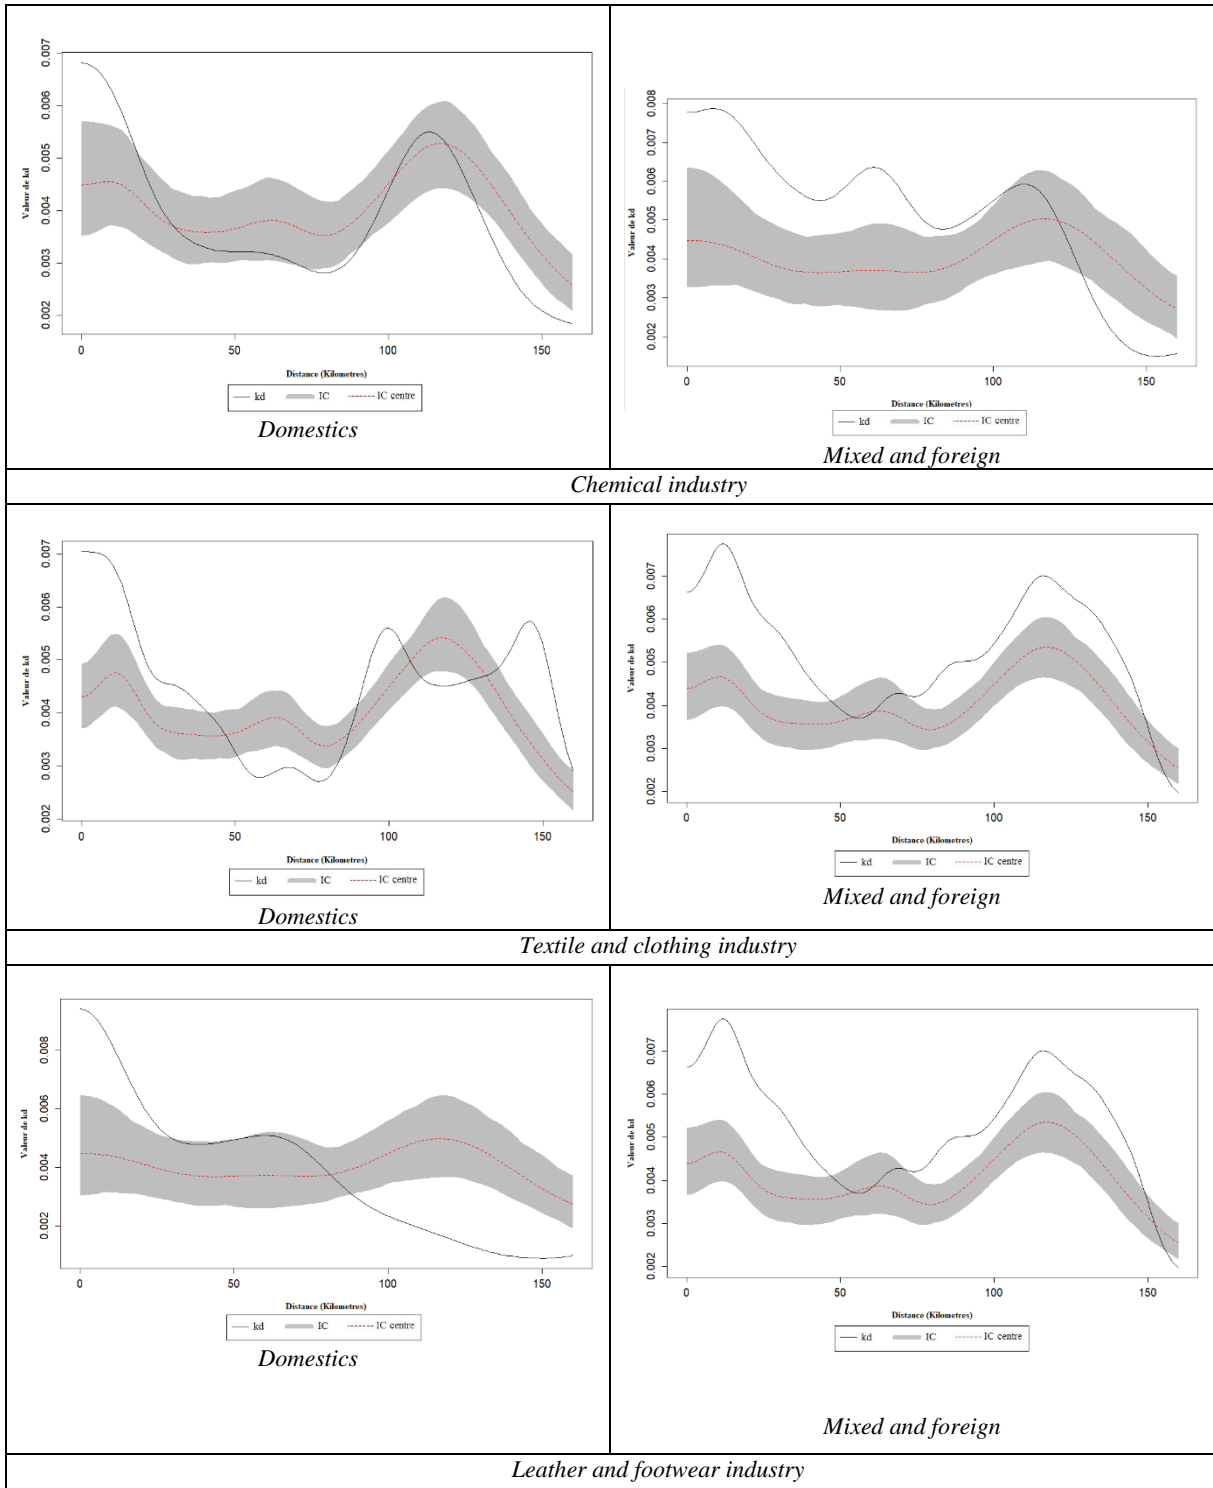 0.002 0.003 0.004 0.005 0.006 0.007
Valeur de kd
0 50 100 150
Distance (Kilometres)
kd IC IC centre
Domestics
0.002 0.003 0.004 0.005 0.006 0.007 0.008
Valeur de kd
0 50 100 150
Distance (Kilometres)
kd IC IC centre
Mixed and foreign
Chemical industry
0.002 0.003 0.004 0.005 0.006 0.007
Valeur de kd
0 50 100 150
Distance (Kilometres)
kd IC IC centre
Domestics
0.002 0.003 0.004 0.005 0.006 0.007
Valeur de kd
0 50 100 150
Distance (Kilometres)
kd IC IC centre
Mixed and foreign
Textile and clothing industry
0.002 0.004 0.006 0.008
Valeur de kd
0 50 100 150
Distance (Kilometres)
kd IC IC centre
Domestics
0.002 0.003 0.004 0.005 0.006 0.007
Valeur de kd
0 50 100 150
Distance (Kilometres)
kd IC IC centre
Mixed and foreign
Leather and footwear industry